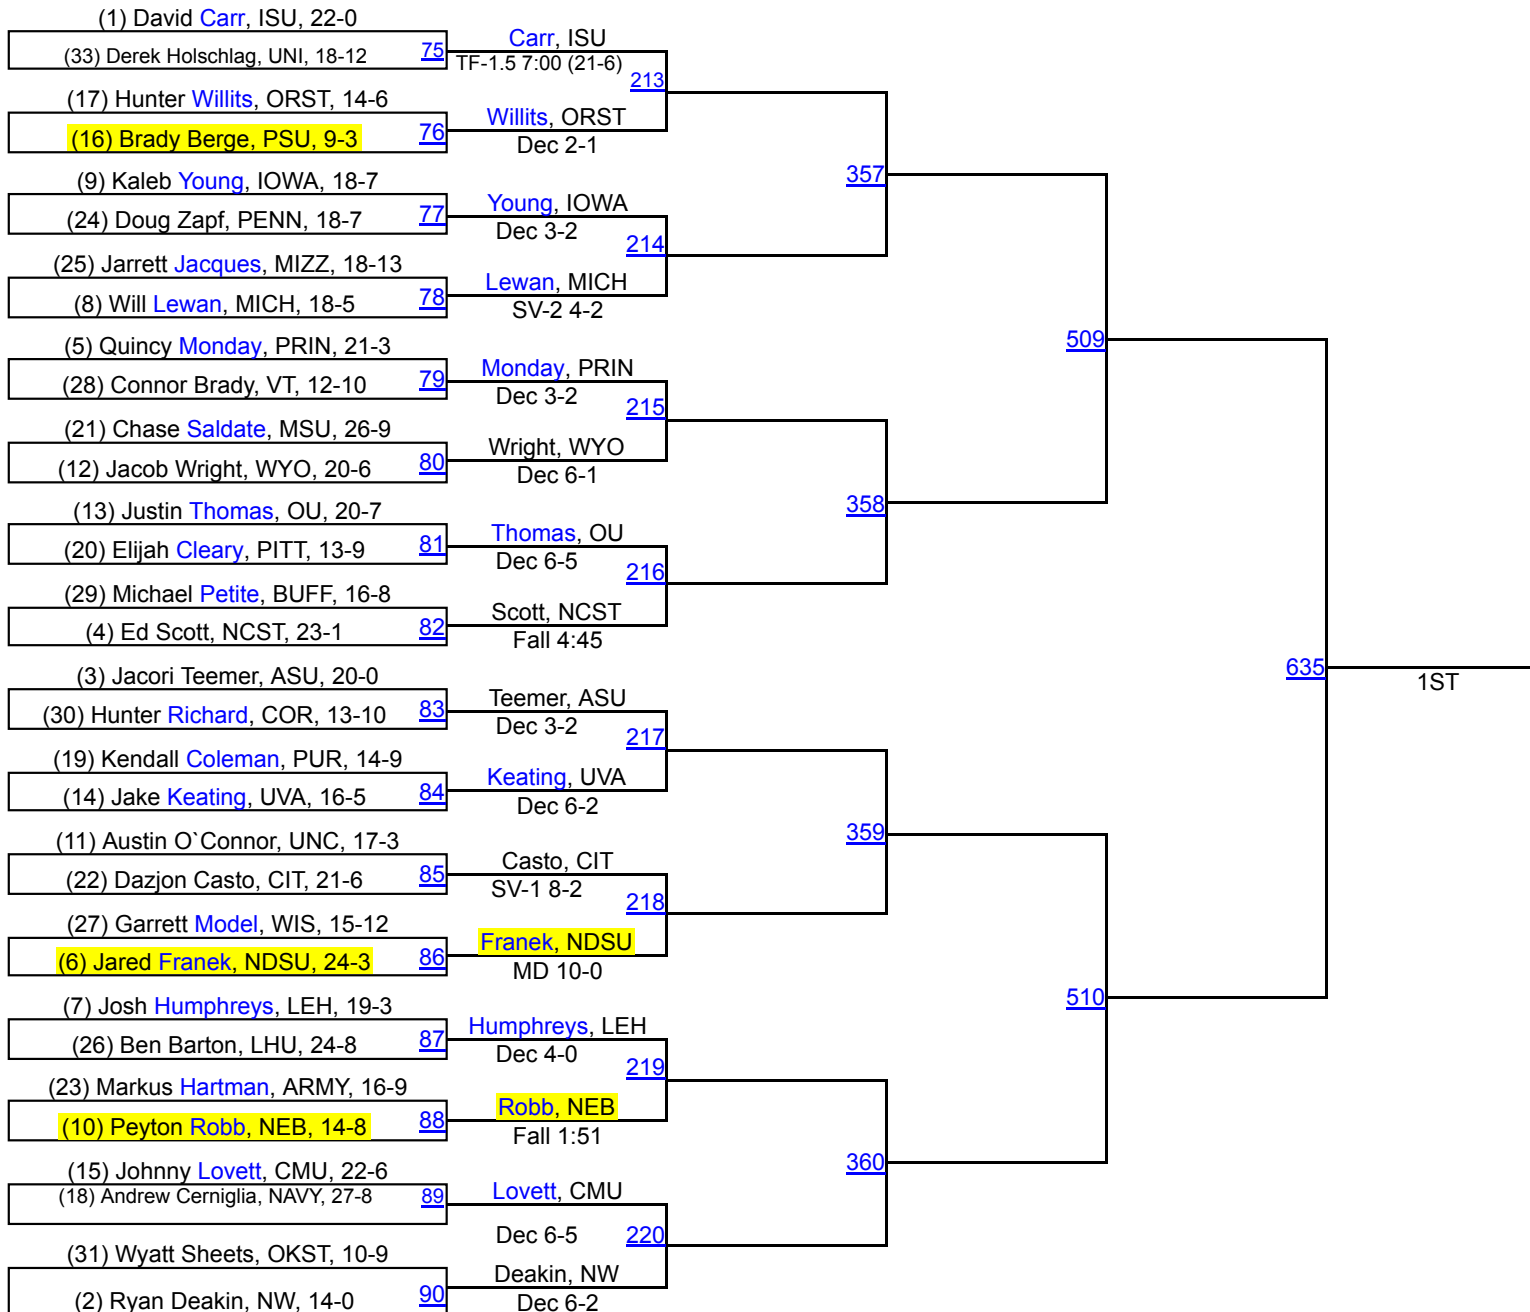 (1) David Carr, ISU, 22-0
(33) Derek Holschlag, UNI, 18-12
75
Carr, ISU
TF-1.5 7:00 (21-6)
213
(17) Hunter Willits, ORST, 14-6
(16) Brady Berge, PSU, 9-3
76
Willits, ORST
Dec 2-1
357
(9) Kaleb Young, IOWA, 18-7
(24) Doug Zapf, PENN, 18-7
77
Young, IOWA
Dec 3-2
214
(25) Jarrett Jacques, MIZZ, 18-13
(8) Will Lewan, MICH, 18-5
78
Lewan, MICH
SV-2 4-2
509
(5) Quincy Monday, PRIN, 21-3
(28) Connor Brady, VT, 12-10
79
Monday, PRIN
Dec 3-2
215
(21) Chase Saldate, MSU, 26-9
(12) Jacob Wright, WYO, 20-6
80
Wright, WYO
Dec 6-1
358
(13) Justin Thomas, OU, 20-7
(20) Elijah Cleary, PITT, 13-9
81
Thomas, OU
Dec 6-5
216
(29) Michael Petite, BUFF, 16-8
(4) Ed Scott, NCST, 23-1
82
Scott, NCST
Fall 4:45
635
1ST
(3) Jacori Teemer, ASU, 20-0
(30) Hunter Richard, COR, 13-10
83
Teemer, ASU
Dec 3-2
217
(19) Kendall Coleman, PUR, 14-9
(14) Jake Keating, UVA, 16-5
84
Keating, UVA
Dec 6-2
359
(11) Austin O`Connor, UNC, 17-3
(22) Dazjon Casto, CIT, 21-6
85
Casto, CIT
SV-1 8-2
218
(27) Garrett Model, WIS, 15-12
(6) Jared Franek, NDSU, 24-3
86
Franek, NDSU
MD 10-0
510
(7) Josh Humphreys, LEH, 19-3
(26) Ben Barton, LHU, 24-8
87
Humphreys, LEH
Dec 4-0
219
(23) Markus Hartman, ARMY, 16-9
(10) Peyton Robb, NEB, 14-8
88
Robb, NEB
Fall 1:51
360
(15) Johnny Lovett, CMU, 22-6
(18) Andrew Cerniglia, NAVY, 27-8
89
Lovett, CMU
Dec 6-5
220
(31) Wyatt Sheets, OKST, 10-9
(2) Ryan Deakin, NW, 14-0
90
Deakin, NW
Dec 6-2